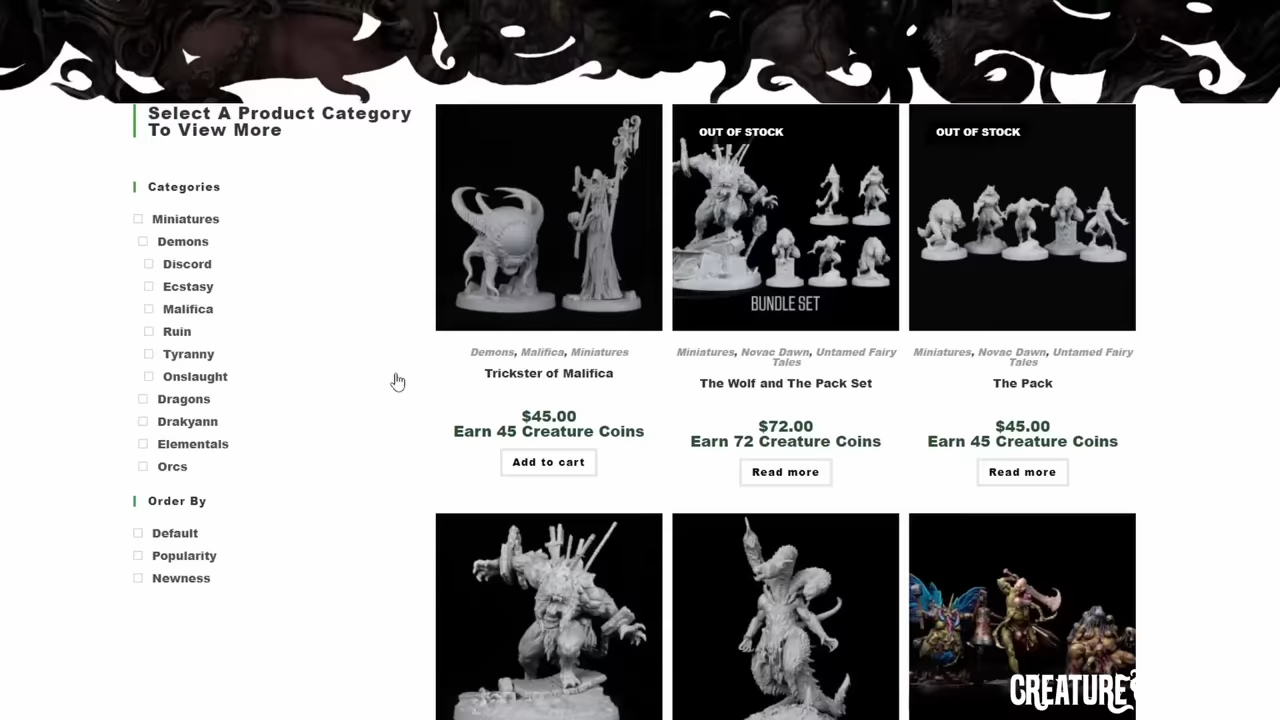 Select A Product Category
To View More
Categories
Miniatures
Demons
Discord
Ecstasy
Malifica
Ruin
Tyranny
Onslaught
Dragons
Drakyann
Elementals
Orcs
Order By
Default
Popularity
Newness
Demons, Malifica, Miniatures
Trickster of Malifica
$45.00
Earn 45 Creature Coins
Add to cart
OUT OF STOCK
BUNDLE SET
Miniatures, Novac Dawn, Untamed Fairy
Tales
The Wolf and The Pack Set
$72.00
Earn 72 Creature Coins
Read more
OUT OF STOCK
Miniatures, Novac Dawn, Untamed Fairy
Tales
The Pack
$45.00
Earn 45 Creature Coins
Read more
CREATURE